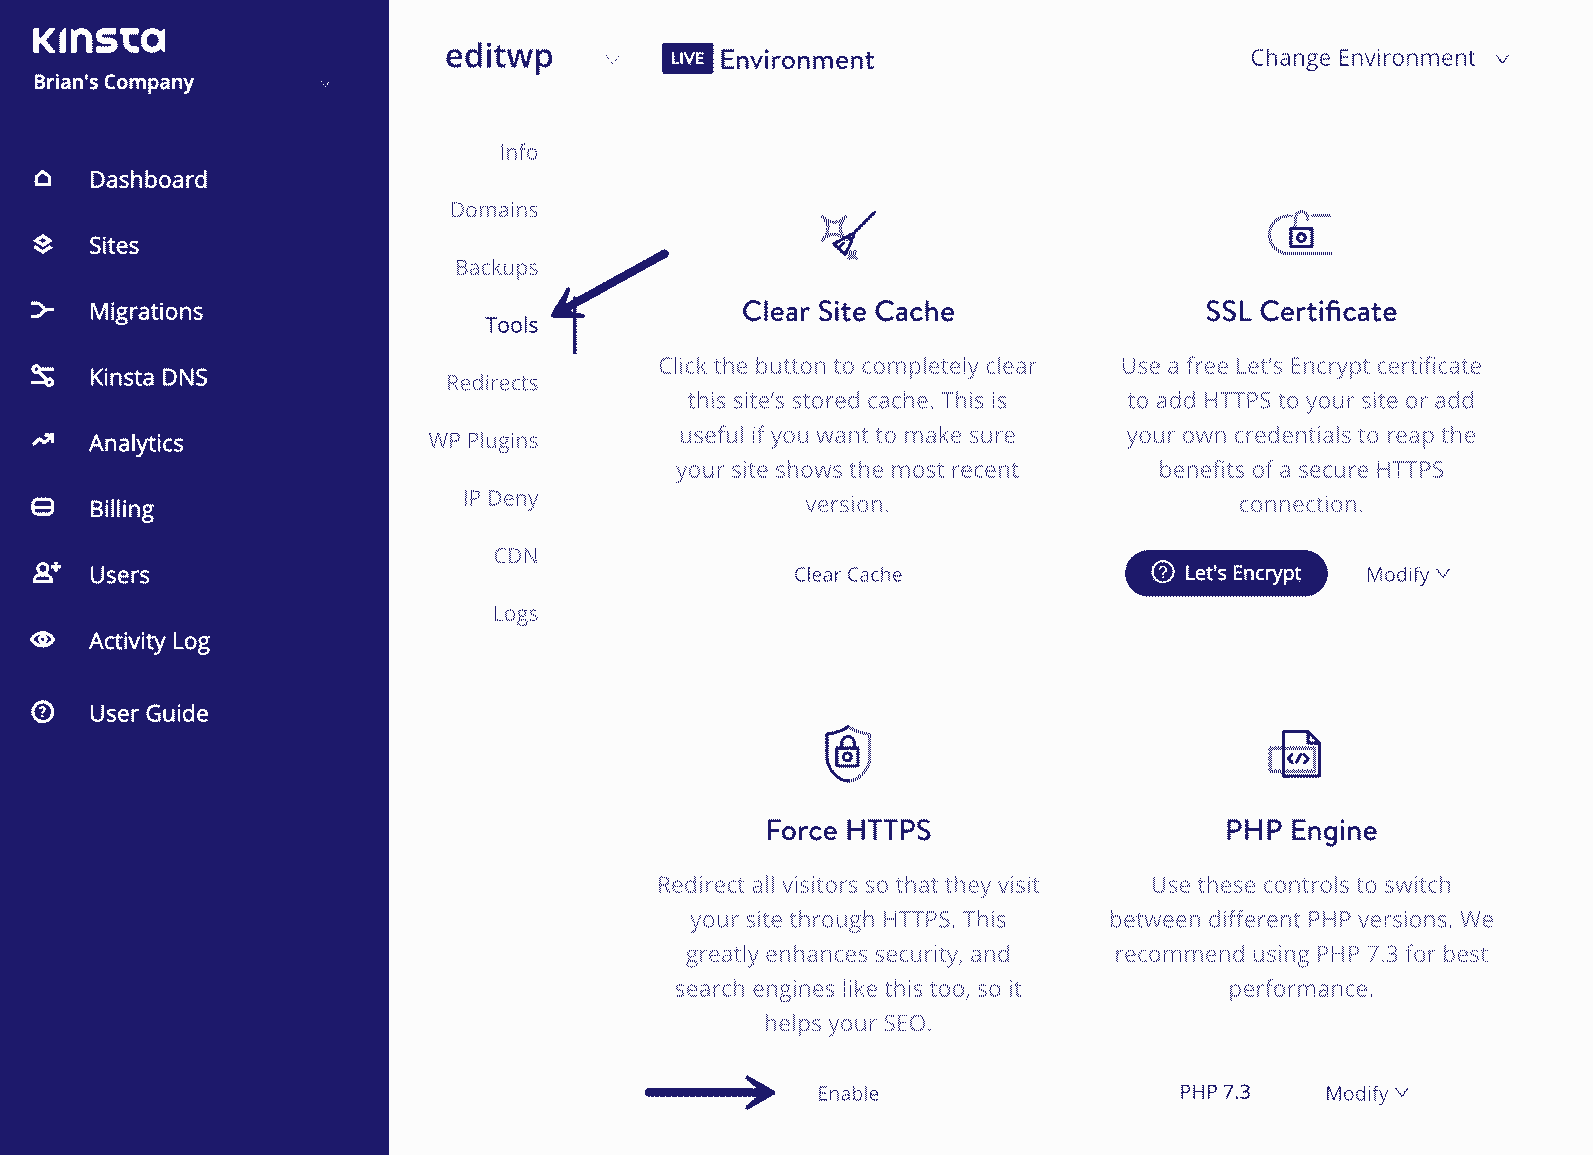 Kinsta
Brian's Company
Dashboard
Sites
Migrations
Kinsta DNS
Analytics
Billing
Users
Activity Log
User Guide
editwp
LIVE Environment
Change Environment
Info
Domains
Backups
Tools
Redirects
WP Plugins
IP Deny
CDN
Logs
Clear Site Cache
Click the button to completely clear
this site's stored cache. This is
useful if you want to make sure
your site shows the most recent
version.
Clear Cache
SSL Certificate
Use a free Let's Encrypt certificate
to add HTTPS to your site or add
your own credentials to reap the
benefits of a secure HTTPS
connection.
Let's Encrypt
Modify
Force HTTPS
Redirect all visitors so that they visit
your site through HTTPS. This
greatly enhances security, and
search engines like this too, so it
helps your SEO.
Enable
PHP Engine
Use these controls to switch
between different PHP versions. We
recommend using PHP 7.3 for best
performance.
PHP 7.3
Modify